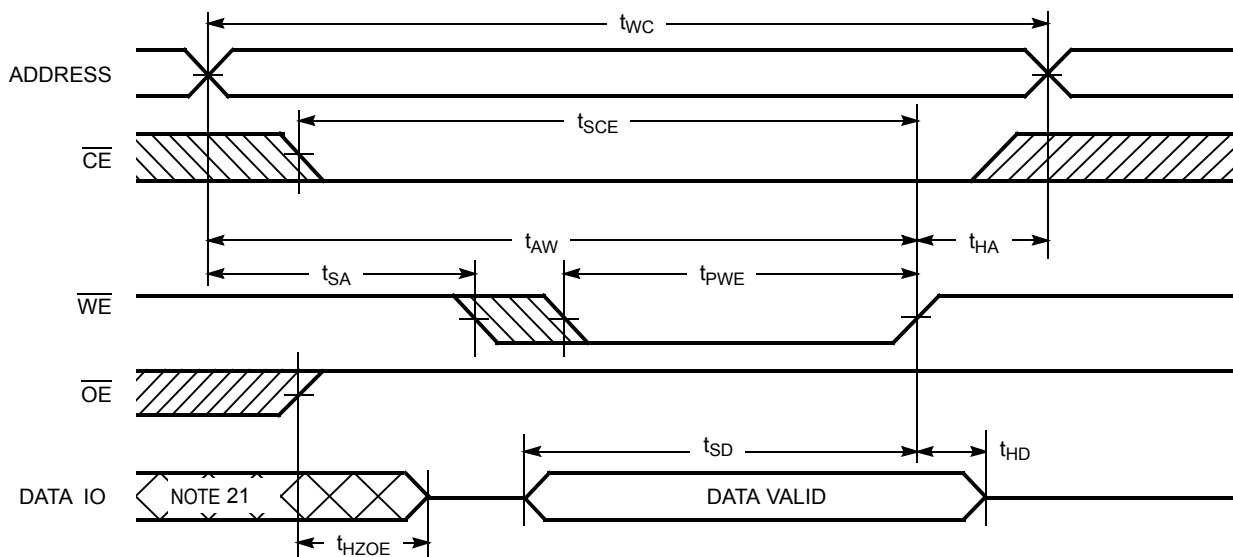 tWC
ADDRESS
tSCE
CE
tAW
tHA
tSA
tPWE
WE
OE
tSD
tHD
DATA IO
NOTE 21
DATA VALID
tHZOE